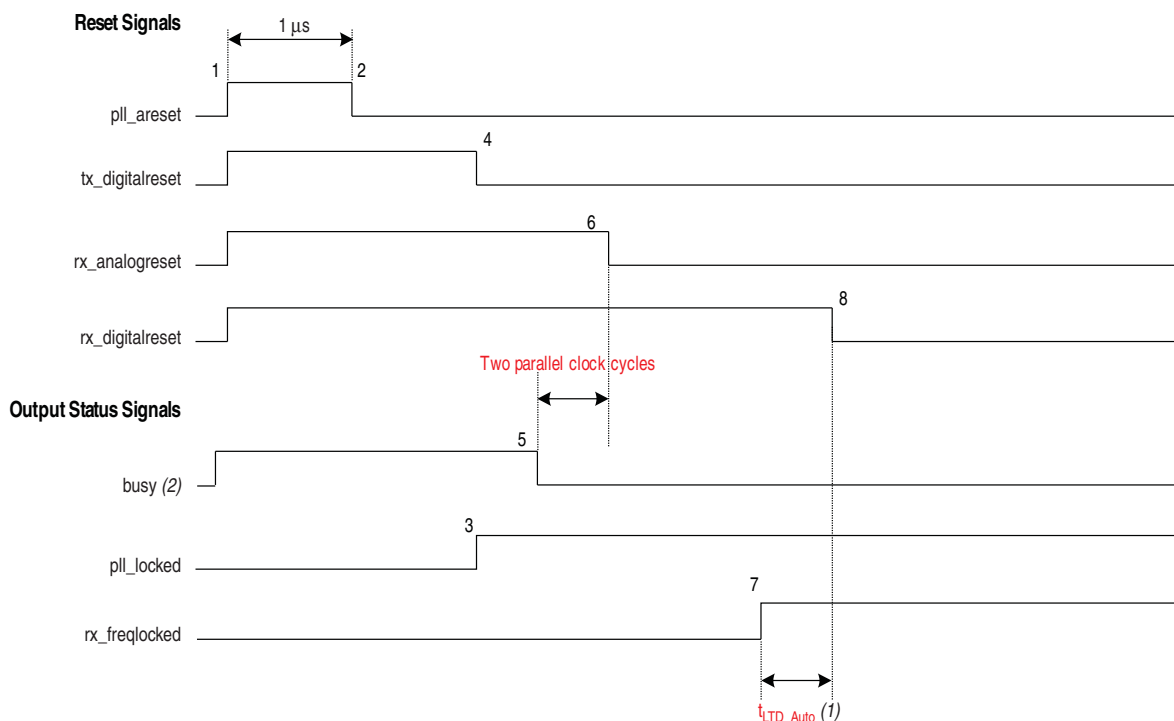 Reset Signals
1 µs
1
2
pll_areset
4
tx_digitalreset
6
rx_analogreset
8
rx_digitalreset
Two parallel clock cycles
Output Status Signals
5
busy (2)
3
pll_locked
7
rx_freqlocked
tLTD_Auto (1)